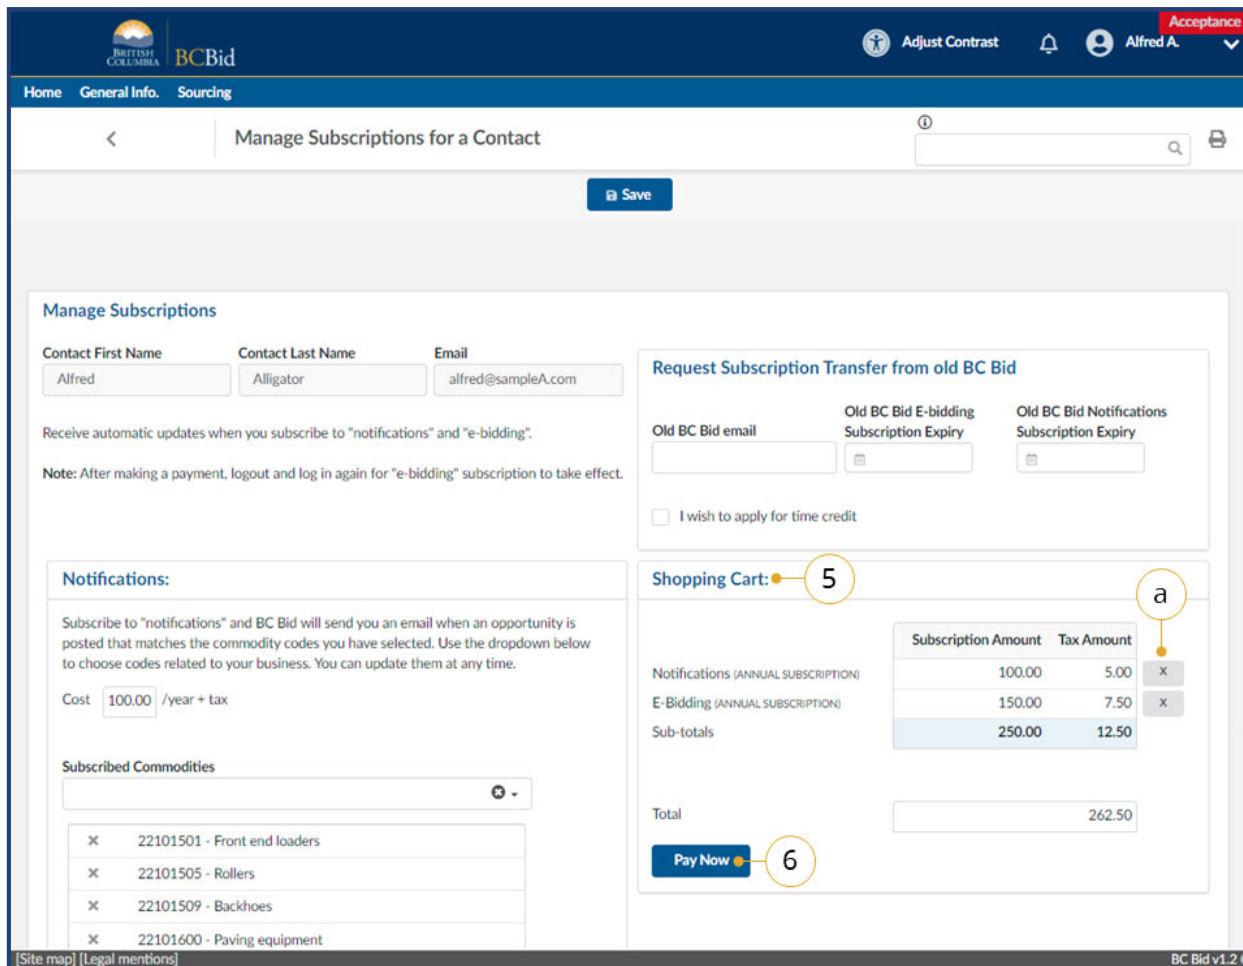 Acceptance
BRITISH
COLUMBIA
BCBid
Adjust Contrast
Alfred A.
Home General Info. Sourcing
Manage Subscriptions for a Contact
Save
Manage Subscriptions
Contact First Name Contact Last Name Email
Alfred Alligator alfred@sampleA.com
Receive automatic updates when you subscribe to "notifications" and "e-bidding".
Note: After making a payment, logout and log in again for "e-bidding" subscription to take effect.
Request Subscription Transfer from old BC Bid
Old BC Bid email
Old BC Bid E-bidding
Subscription Expiry
Old BC Bid Notifications
Subscription Expiry
I wish to apply for time credit
Notifications:
Subscribe to "notifications" and BC Bid will send you an email when an opportunity is
posted that matches the commodity codes you have selected. Use the dropdown below
to choose codes related to your business. You can update them at any time.
Cost 100.00 /year + tax
Subscribed Commodities
22101501 - Front end loaders
22101505 - Rollers
22101509 - Backhoes
22101600 - Paving equipment
Shopping Cart: 5
a
Subscription Amount Tax Amount
Notifications (ANNUAL SUBSCRIPTION) 100.00 5.00 X
E-Bidding (ANNUAL SUBSCRIPTION) 150.00 7.50 X
Sub-totals 250.00 12.50
Total 262.50
Pay Now 6
[Site map] [Legal mentions]
BC Bid v1.2